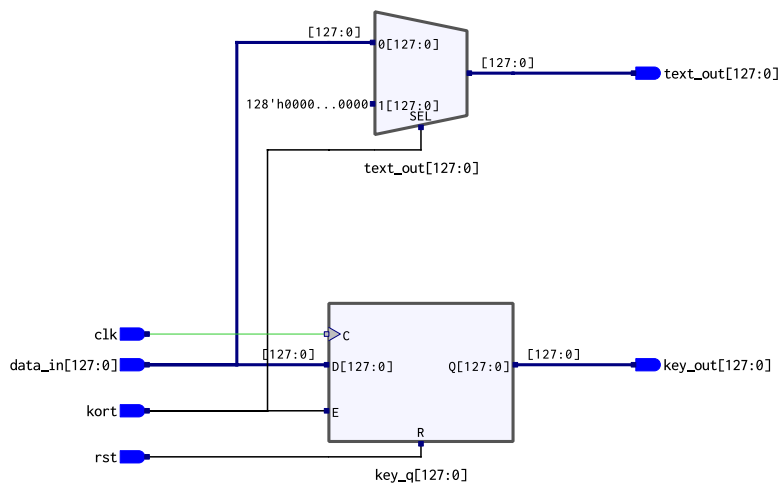 [127:0]
0[127:0]
[127:0]
text_out[127:0]
128'h0000...0000
1[127:0]
SEL
text_out[127:0]
clk
C
data_in[127:0]
[127:0]
D[127:0]
Q[127:0]
[127:0]
key_out[127:0]
kort
E
R
rst
key_q[127:0]